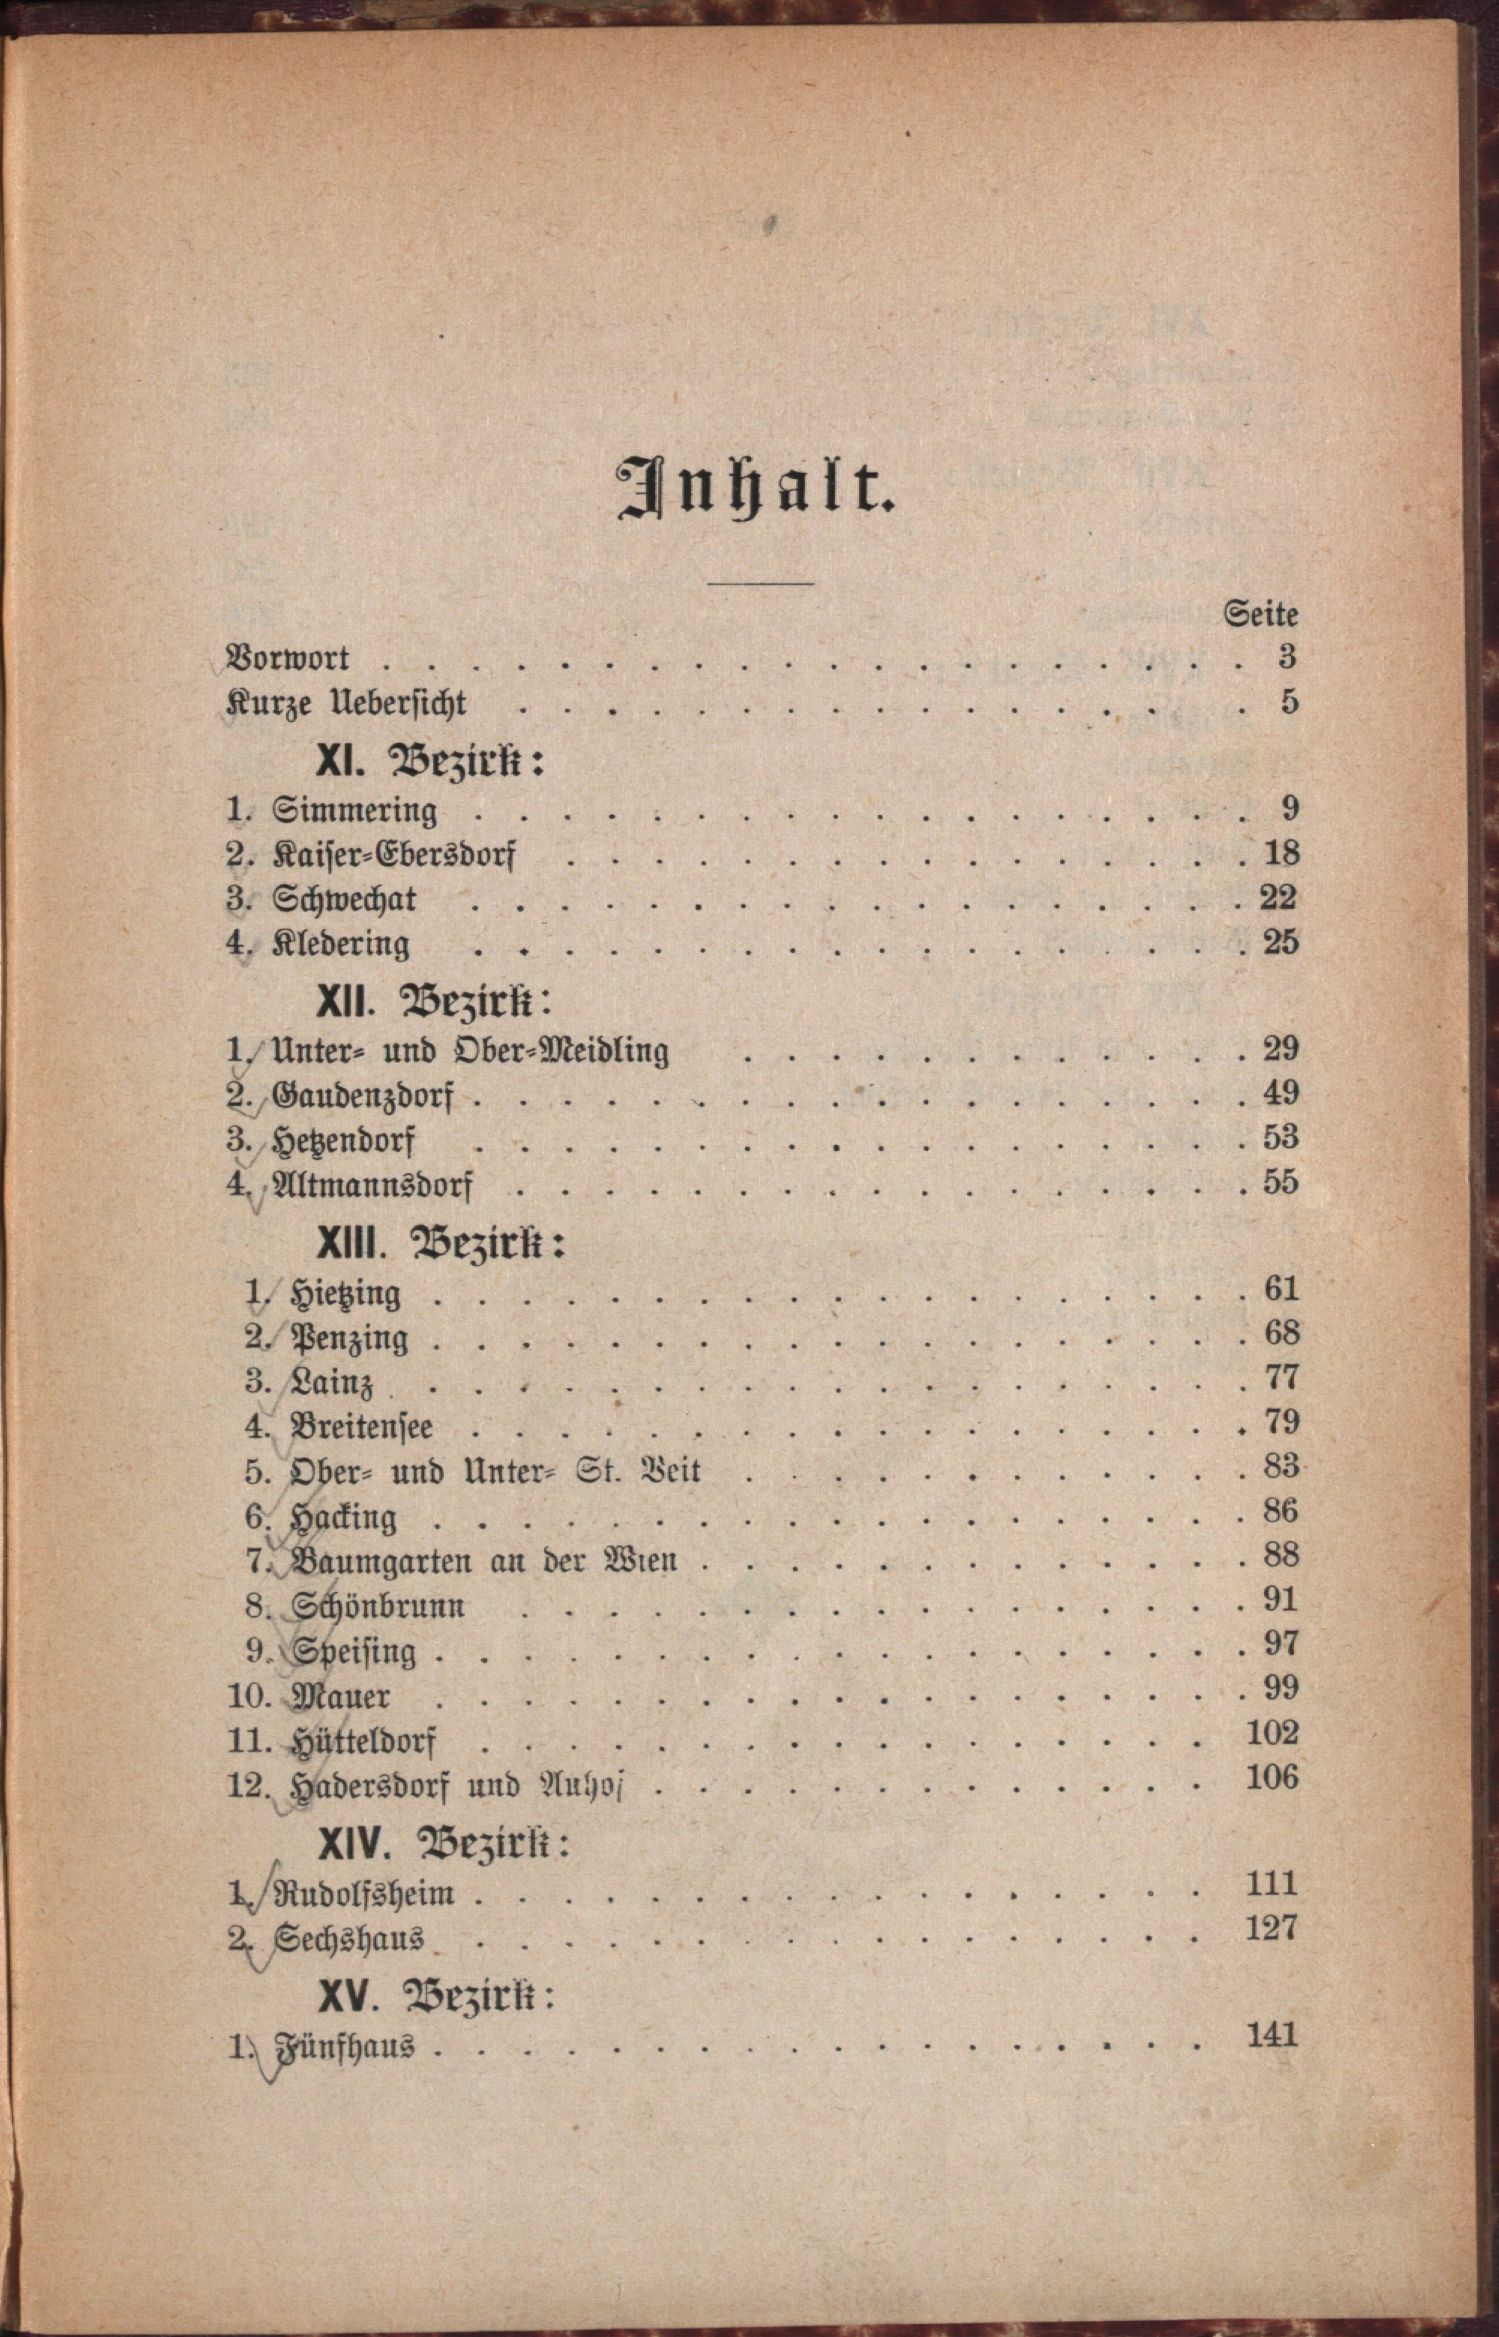 Inhalt.
Seite
Vorwort . . . . . . . . . . . . . . . . . . . . 3
Kurze Uebersicht . . . . . . . . . . . . . . . . . 5
XI. Bezirk:
1. Simmering . . . . . . . . . . . . . . . . . . 9
2. Kaiser-Ebersdorf . . . . . . . . . . . . . . . . 18
3. Schwechat . . . . . . . . . . . . . . . . . . 22
4. Kledering . . . . . . . . . . . . . . . . . . 25
XII. Bezirk:
1. Unter- und Ober-Meidling . . . . . . . . . . . . 29
2. Gaudenzdorf . . . . . . . . . . . . . . . . . . 49
3. Hetzendorf . . . . . . . . . . . . . . . . . . 53
4. Altmannsdorf . . . . . . . . . . . . . . . . . 55
XIII. Bezirk:
1. Hietzing . . . . . . . . . . . . . . . . . . . 61
2. Penzing . . . . . . . . . . . . . . . . . . . 68
3. Lainz . . . . . . . . . . . . . . . . . . . . 77
4. Breitensee . . . . . . . . . . . . . . . . . . 79
5. Ober- und Unter- St. Veit . . . . . . . . . . . . 83
6. Hacking . . . . . . . . . . . . . . . . . . . 86
7. Baumgarten an der Wien . . . . . . . . . . . . . 88
8. Schönbrunn . . . . . . . . . . . . . . . . . 91
9. Speising . . . . . . . . . . . . . . . . . . . 97
10. Mauer . . . . . . . . . . . . . . . . . . . 99
11. Hütteldorf . . . . . . . . . . . . . . . . . 102
12. Hadersdorf und Auhof . . . . . . . . . . . . . 106
XIV. Bezirk:
1. Rudolfsheim . . . . . . . . . . . . . . . . . 111
2. Sechshaus . . . . . . . . . . . . . . . . . . 127
XV. Bezirk:
1. Fünfhaus . . . . . . . . . . . . . . . . . . 141